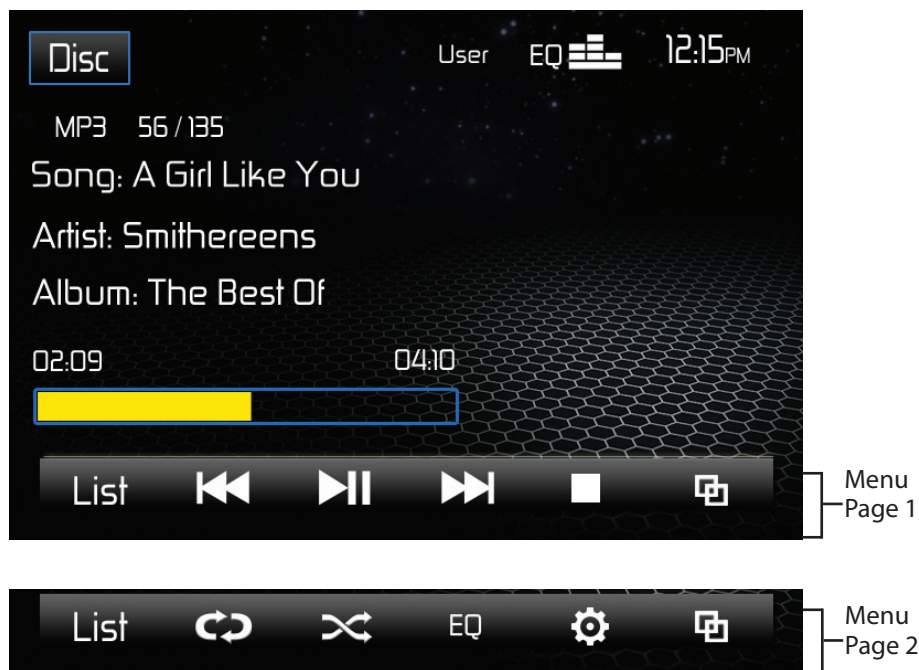 Disc User EQ 12:15PM
MP3 56 / 135
Song: A Girl Like You
Artist: Smithereens
Album: The Best Of
02:09 04:10
List
Menu
Page 1
List EQ
Menu
Page 2